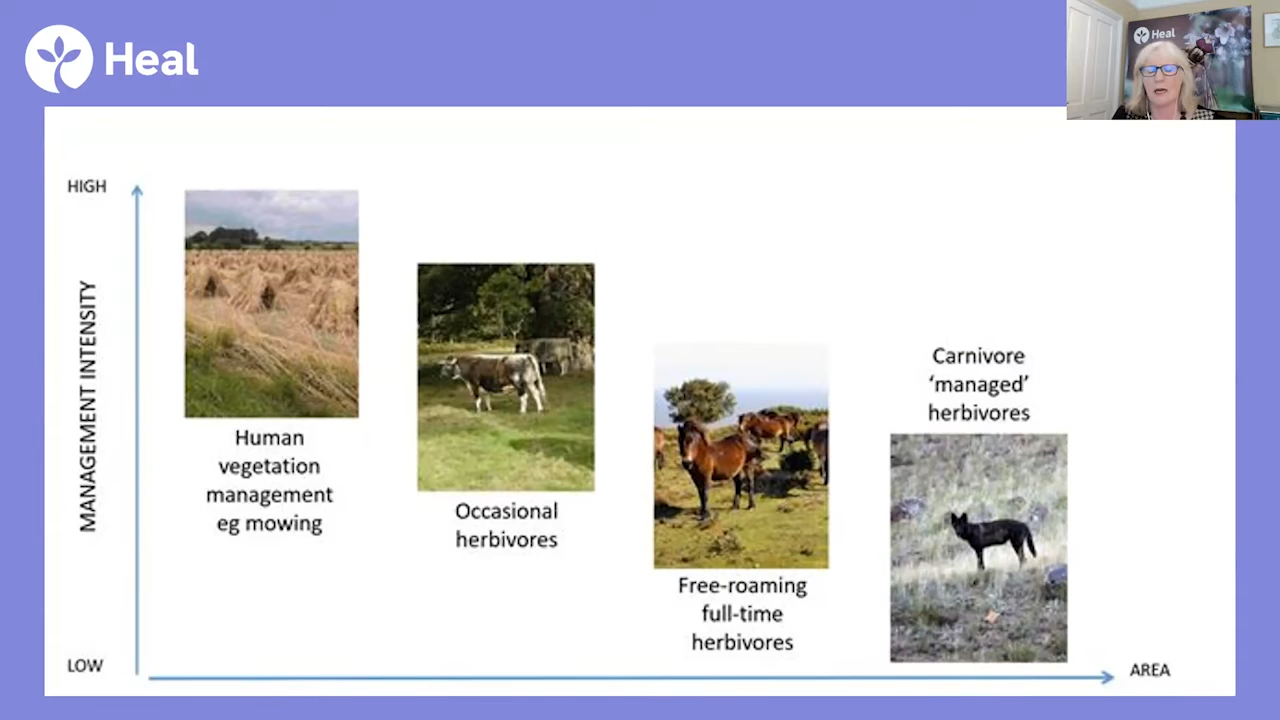 Heal
Heal
HIGH
MANAGEMENT INTENSITY
Human
vegetation
management
eg mowing
Occasional
herbivores
Free-roaming
full-time
herbivores
Carnivore
‘managed’
herbivores
LOW
AREA